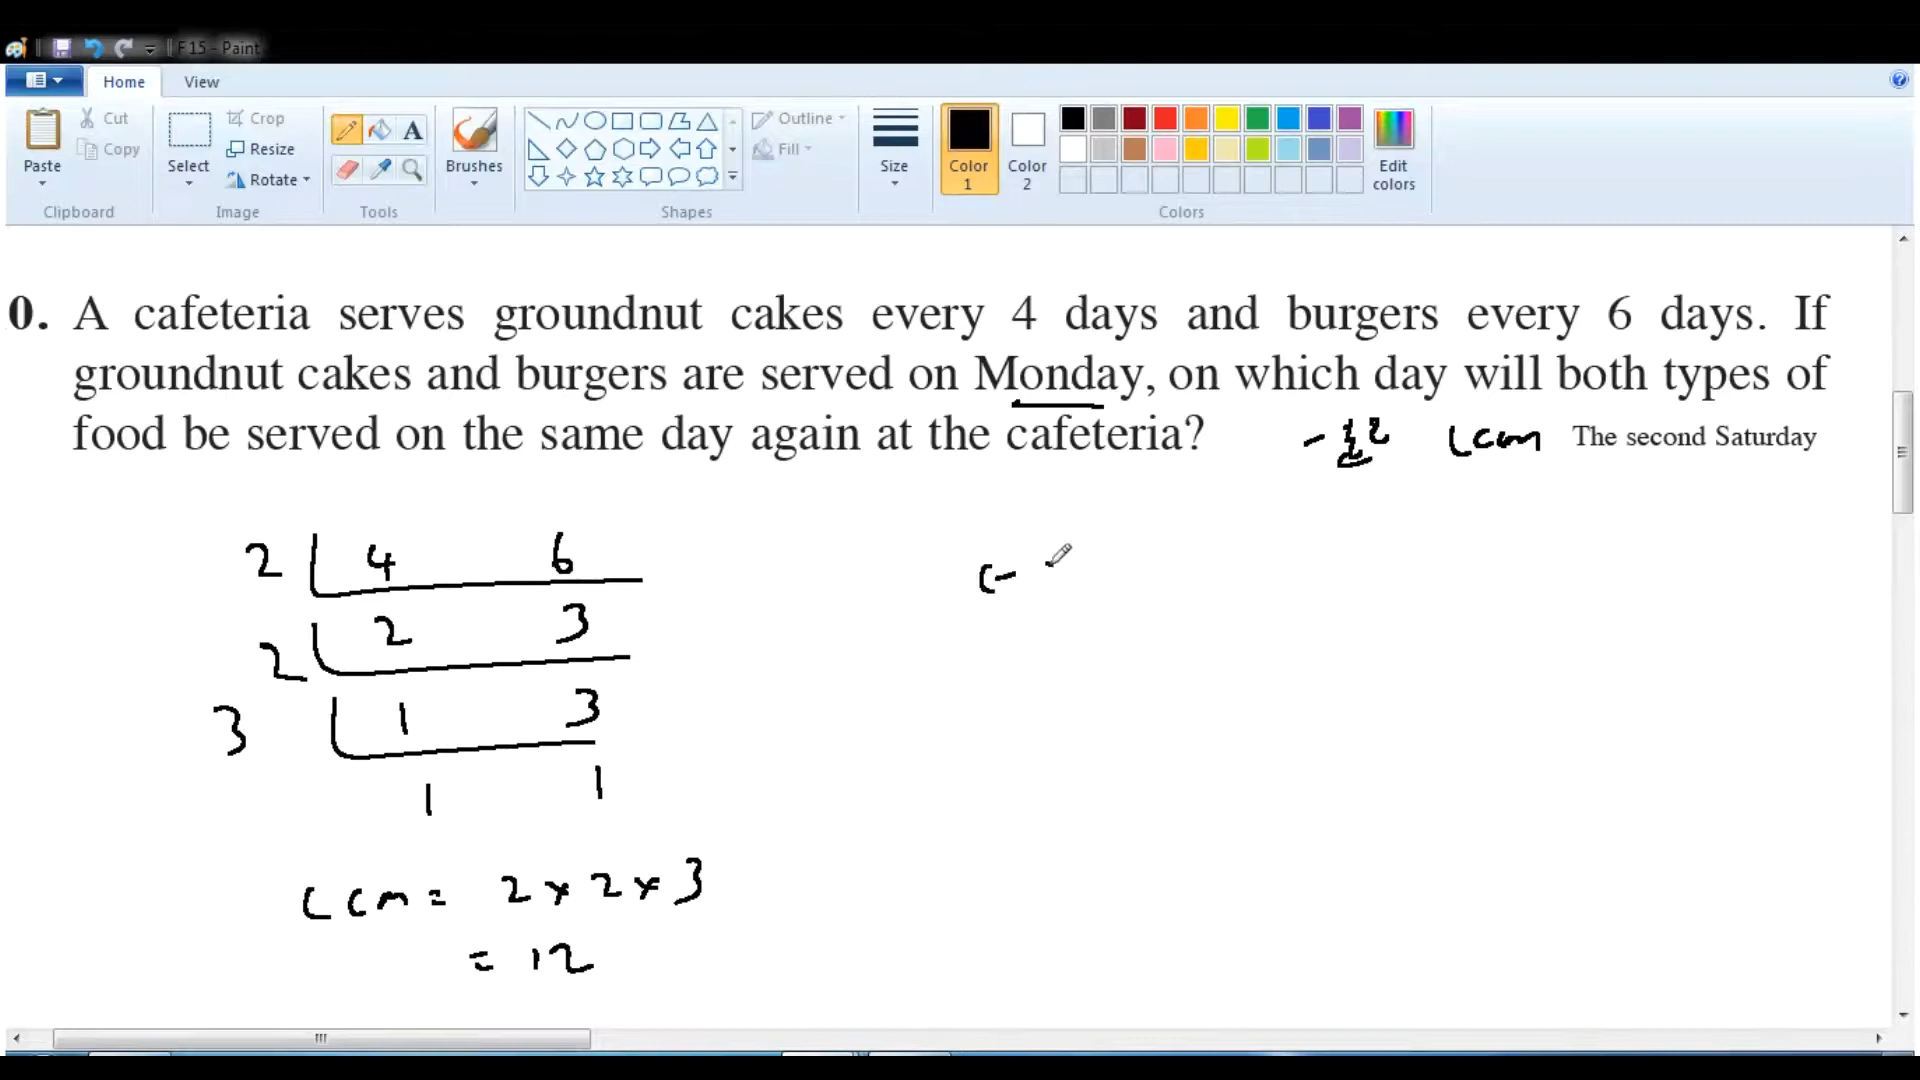 F15 - Paint
Home View
Paste Cut Copy Select Crop Resize Rotate A Brushes Outline Fill Size Color 1 Color 2 Edit colors
Clipboard Image Tools Shapes Colors
0. A cafeteria serves groundnut cakes every 4 days and burgers every 6 days. If
groundnut cakes and burgers are served on Monday, on which day will both types of
food be served on the same day again at the cafeteria? LCM The second Saturday
2 4 6
2 2 3
3 1 3
1 1
LCM = 2 × 2 × 3
= 12